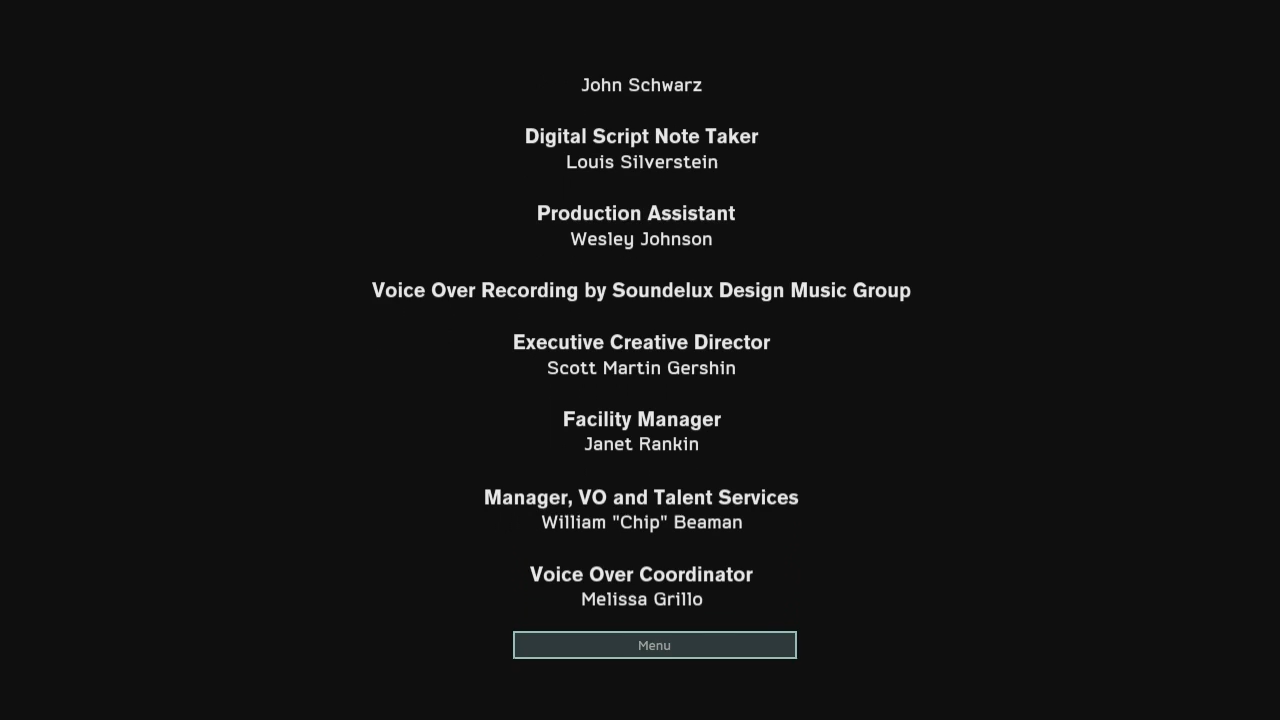 John Schwarz
Digital Script Note Taker
Louis Silverstein
Production Assistant
Wesley Johnson
Voice Over Recording by Soundelux Design Music Group
Executive Creative Director
Scott Martin Gershin
Facility Manager
Janet Rankin
Manager, VO and Talent Services
William "Chip" Beaman
Voice Over Coordinator
Melissa Grillo
Menu